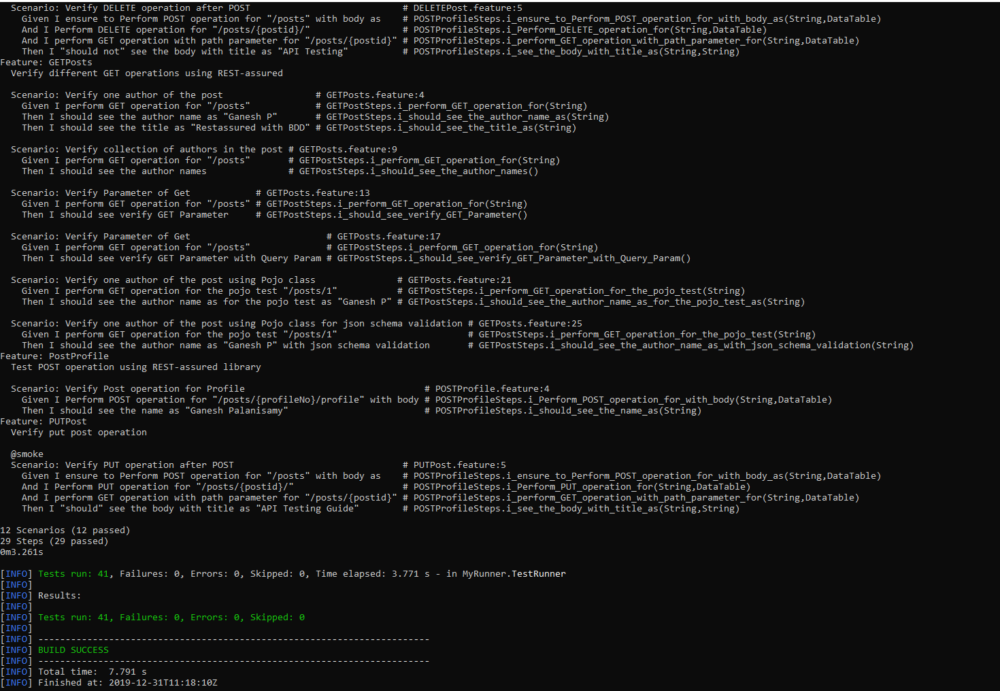 Scenario: Verify DELETE operation after POST # DELETEPost.feature:5
Given I ensure to Perform POST operation for "/posts" with body as # POSTProfileSteps.i_ensure_to_Perform_POST_operation_for_with_body_as(String,DataTable)
And I Perform DELETE operation for "/posts/{postid}/" # POSTProfileSteps.i_Perform_DELETE_operation_for(String,DataTable)
And I perform GET operation with path parameter for "/posts/{postid}" # POSTProfileSteps.i_perform_GET_operation_with_path_parameter_for(String,DataTable)
Then I "should not" see the body with title as "API Testing" # POSTProfileSteps.i_see_the_body_with_title_as(String,String)
Feature: GETPosts
Verify different GET operations using REST-assured
Scenario: Verify one author of the post # GETPosts.feature:4
Given I perform GET operation for "/posts" # GETPostSteps.i_perform_GET_operation_for(String)
Then I should see the author name as "Ganesh P" # GETPostSteps.i_should_see_the_author_name_as(String)
Then I should see the title as "Restassured with BDD" # GETPostSteps.i_should_see_the_title_as(String)
Scenario: Verify collection of authors in the post # GETPosts.feature:9
Given I perform GET operation for "/posts" # GETPostSteps.i_perform_GET_operation_for(String)
Then I should see the author names # GETPostSteps.i_should_see_the_author_names()
Scenario: Verify Parameter of Get # GETPosts.feature:13
Given I perform GET operation for "/posts" # GETPostSteps.i_perform_GET_operation_for(String)
Then I should see verify GET Parameter # GETPostSteps.i_should_see_verify_GET_Parameter()
Scenario: Verify Parameter of Get # GETPosts.feature:17
Given I perform GET operation for "/posts" # GETPostSteps.i_perform_GET_operation_for(String)
Then I should see verify GET Parameter with Query Param # GETPostSteps.i_should_see_verify_GET_Parameter_with_Query_Param()
Scenario: Verify one author of the post using Pojo class # GETPosts.feature:21
Given I perform GET operation for the pojo test "/posts/1" # GETPostSteps.i_perform_GET_operation_for_the_pojo_test(String)
Then I should see the author name as for the pojo test as "Ganesh P" # GETPostSteps.i_should_see_the_author_name_as_for_the_pojo_test_as(String)
Scenario: Verify one author of the post using Pojo class for json schema validation # GETPosts.feature:25
Given I perform GET operation for the pojo test "/posts/1" # GETPostSteps.i_perform_GET_operation_for_the_pojo_test(String)
Then I should see the author name as "Ganesh P" with json schema validation # GETPostSteps.i_should_see_the_author_name_as_with_json_schema_validation(String)
Feature: PostProfile
Test POST operation using REST-assured library
Scenario: Verify Post operation for Profile # POSTProfile.feature:4
Given I Perform POST operation for "/posts/{profileNo}/profile" with body # POSTProfileSteps.i_Perform_POST_operation_for_with_body(String,DataTable)
Then I should see the name as "Ganesh Palanisamy" # POSTProfileSteps.i_should_see_the_name_as(String)
Feature: PUTPost
Verify put post operation
@smoke
Scenario: Verify PUT operation after POST # PUTPost.feature:5
Given I ensure to Perform POST operation for "/posts" with body as # POSTProfileSteps.i_ensure_to_Perform_POST_operation_for_with_body_as(String,DataTable)
And I Perform PUT operation for "/posts/{postid}/" # POSTProfileSteps.i_Perform_PUT_operation_for(String,DataTable)
And I perform GET operation with path parameter for "/posts/{postid}" # POSTProfileSteps.i_perform_GET_operation_with_path_parameter_for(String,DataTable)
Then I "should" see the body with title as "API Testing Guide" # POSTProfileSteps.i_see_the_body_with_title_as(String,String)
12 Scenarios (12 passed)
29 Steps (29 passed)
0m3.261s
[INFO] Tests run: 41, Failures: 0, Errors: 0, Skipped: 0, Time elapsed: 3.771 s - in MyRunner.TestRunner
[INFO]
[INFO] Results:
[INFO]
[INFO] Tests run: 41, Failures: 0, Errors: 0, Skipped: 0
[INFO]
[INFO] ------------------------------------------------------------------------
[INFO] BUILD SUCCESS
[INFO] ------------------------------------------------------------------------
[INFO] Total time:  7.791 s
[INFO] Finished at: 2019-12-31T11:18:10Z